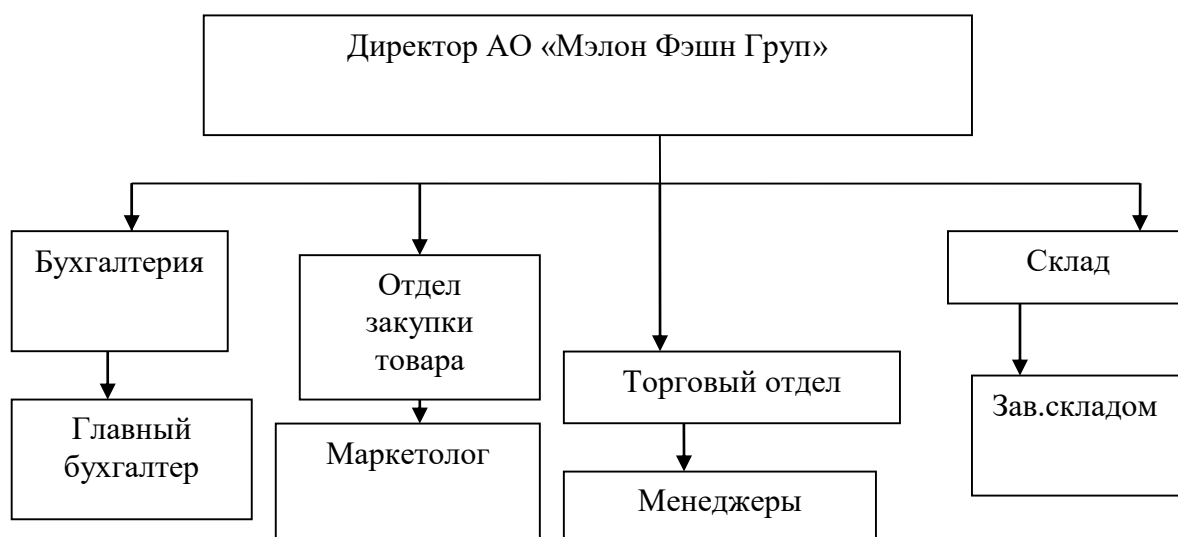 Директор АО «Мэлон Фэшн Груп»
Бухгалтерия
Отдел
закупки
товара
Торговый отдел
Склад
Главный
бухгалтер
Маркетолог
Менеджеры
Зав.складом